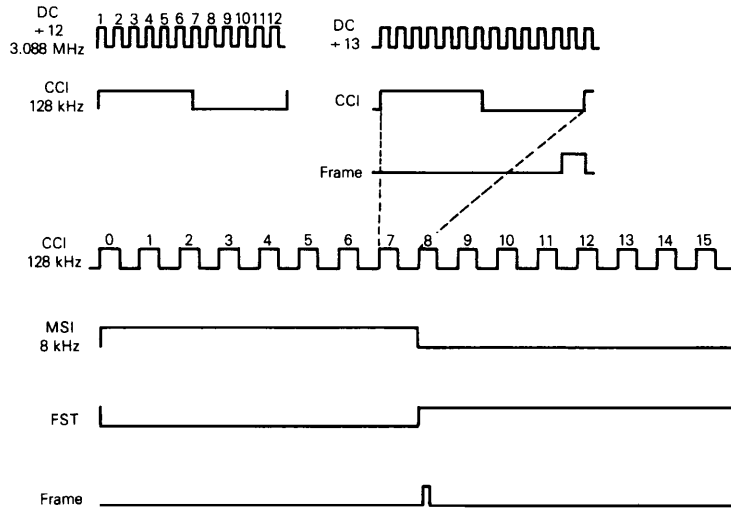 DC
÷ 12
3.088 MHz
1 2 3 4 5 6 7 8 9 10 11 12
DC
÷ 13
CCI
128 kHz
CCI
Frame
CCI
128 kHz
0 1 2 3 4 5 6 7 8 9 10 11 12 13 14 15
MSI
8 kHz
FST
Frame